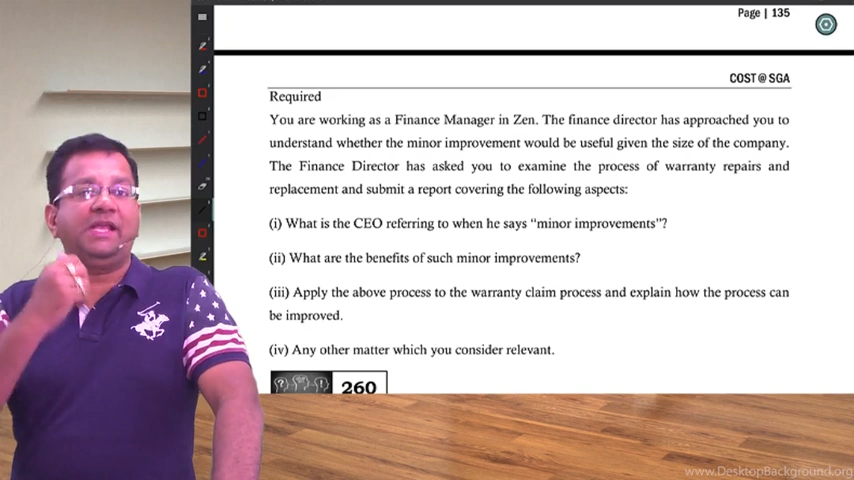 Page | 135
COST @ SGA
Required
You are working as a Finance Manager in Zen. The finance director has approached you to
understand whether the minor improvement would be useful given the size of the company.
The Finance Director has asked you to examine the process of warranty repairs and
replacement and submit a report covering the following aspects:
(i) What is the CEO referring to when he says “minor improvements”?
(ii) What are the benefits of such minor improvements?
(iii) Apply the above process to the warranty claim process and explain how the process can
be improved.
(iv) Any other matter which you consider relevant.
260
www.DesktopBackground.org